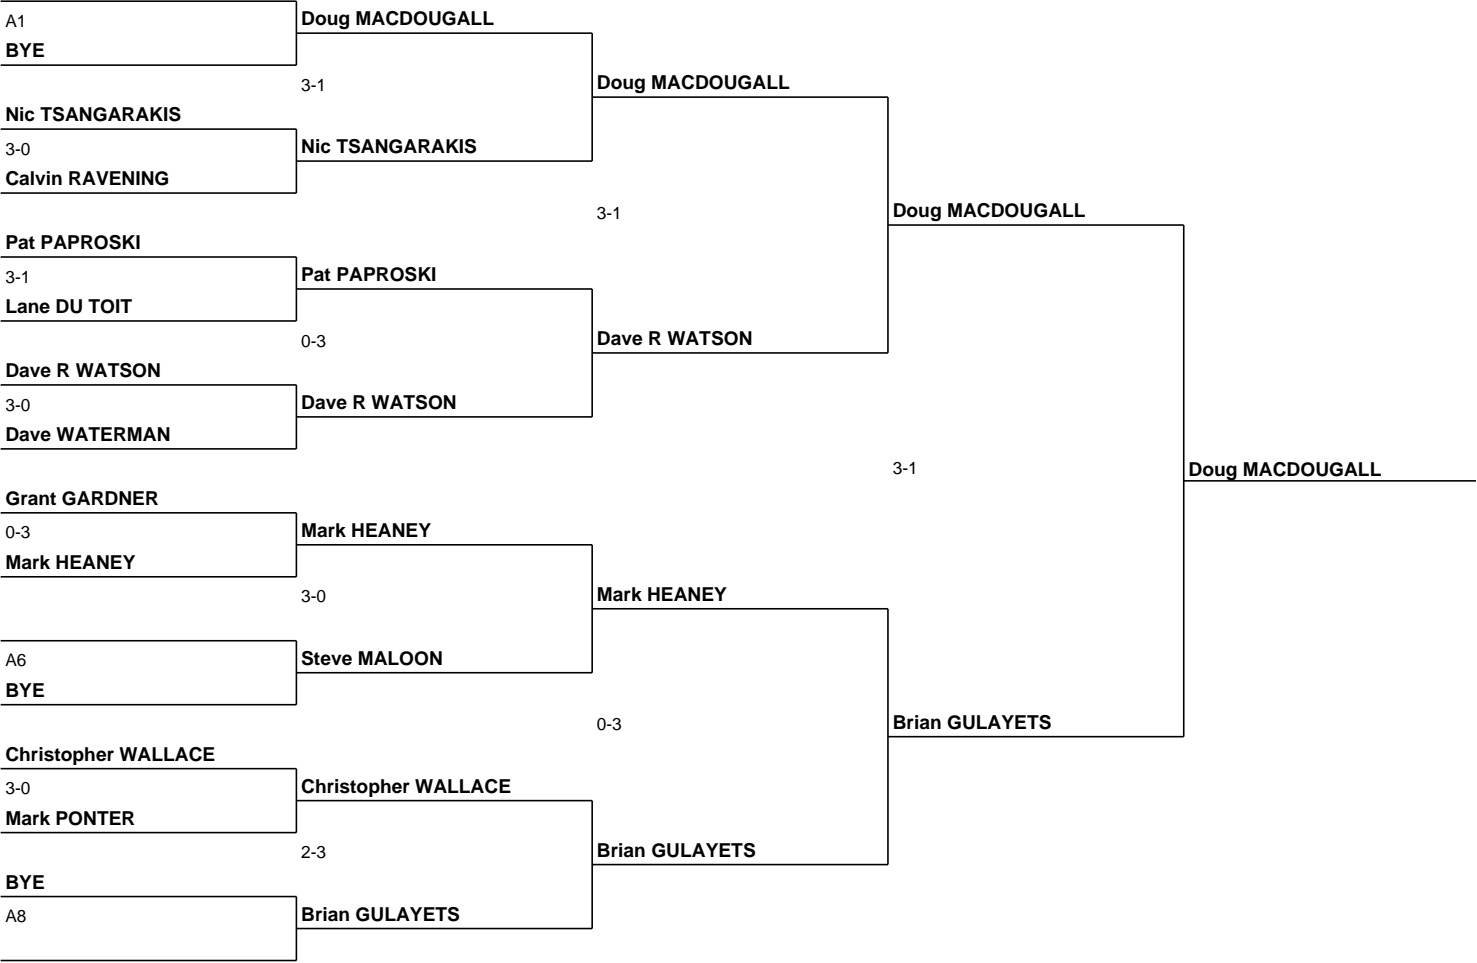 A1
BYE
Nic TSANGARAKIS
3-0
Calvin RAVENING
Pat PAPROSKI
3-1
Lane DU TOIT
Dave R WATSON
3-0
Dave WATERMAN
Grant GARDNER
0-3
Mark HEANEY
A6
BYE
Christopher WALLACE
3-0
Mark PONTER
BYE
A8
Doug MACDOUGALL
3-1
Nic TSANGARAKIS
Pat PAPROSKI
0-3
Dave R WATSON
Mark HEANEY
3-0
Steve MALOON
Christopher WALLACE
2-3
Brian GULAYETS
Doug MACDOUGALL
3-1
Dave R WATSON
Mark HEANEY
0-3
Brian GULAYETS
Doug MACDOUGALL
3-1
Brian GULAYETS
Doug MACDOUGALL